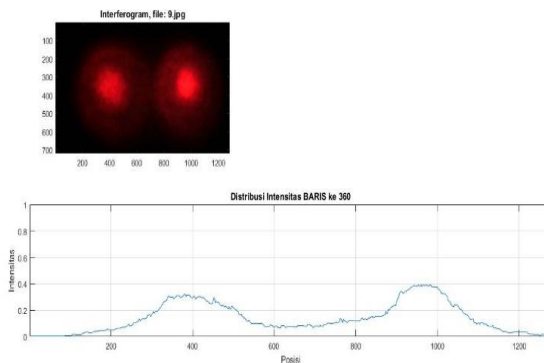 Interferogram, file: 9.jpg
100
200
300
400
500
600
700
200 400 600 800 1000 1200
Distribusi Intensitas BARIS ke 360
1
0.8
0.6
0.4
0.2
0
Intensitas
200 400 600 800 1000 1200
Posisi